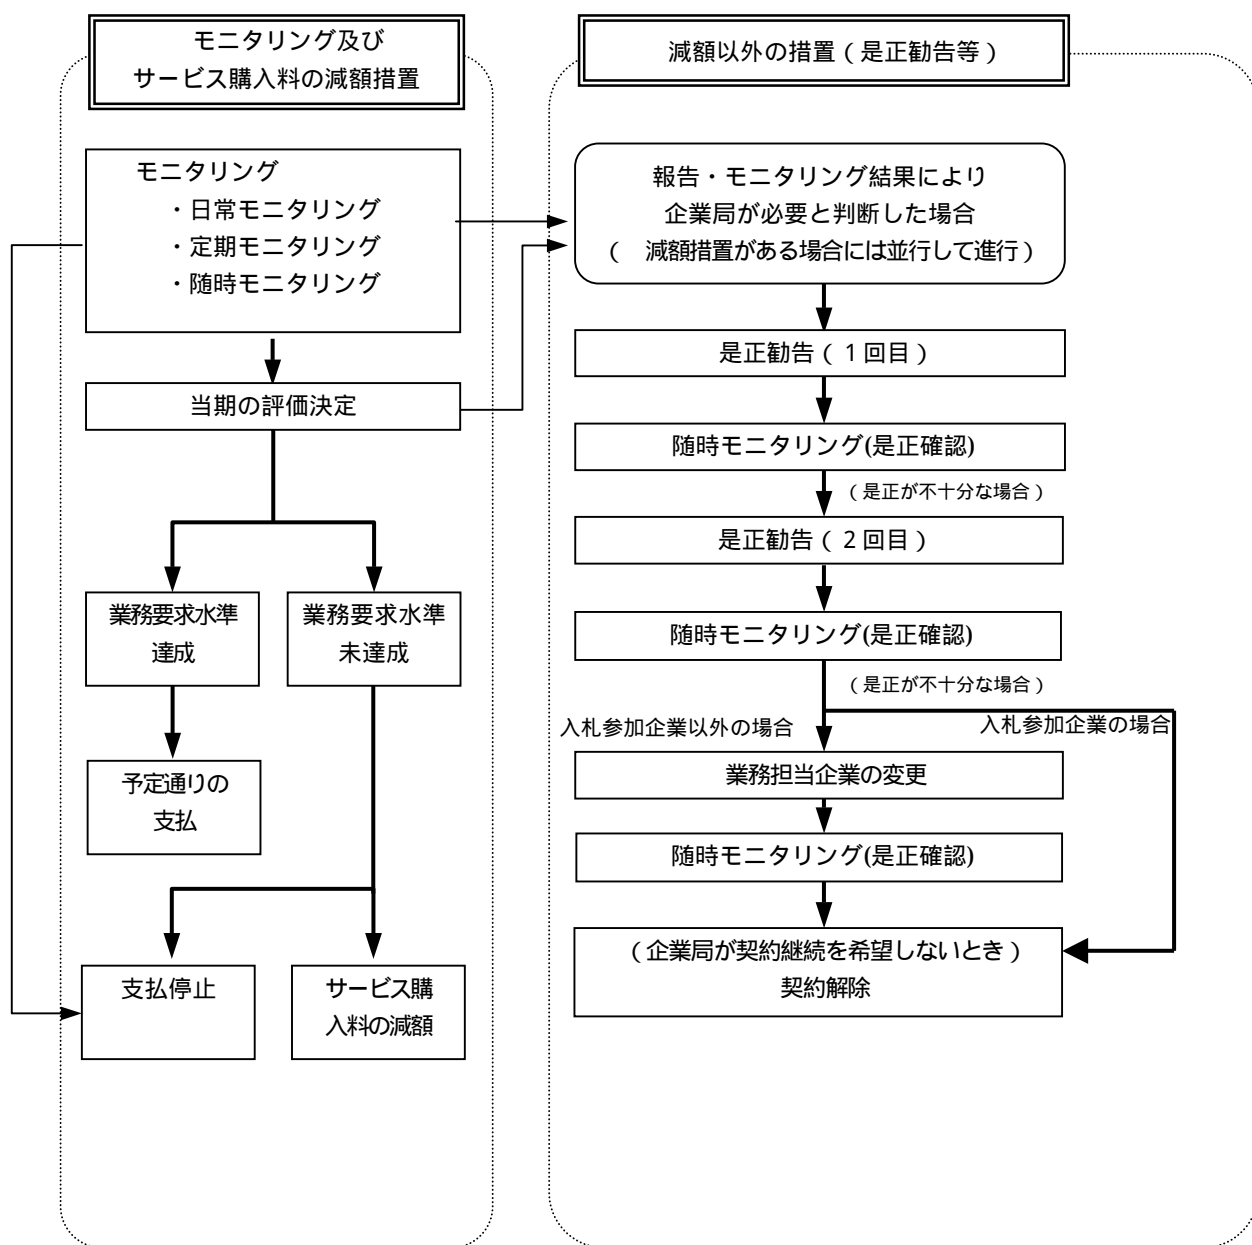 モニタリング及び
サービス購入料の減額措置
モニタリング
・日常モニタリング
・定期モニタリング
・随時モニタリング
当期の評価決定
業務要求水準
達成
業務要求水準
未達成
予定通りの
支払
支払停止
サービス購
入料の減額
減額以外の措置（是正勧告等）
報告・モニタリング結果により
企業局が必要と判断した場合
（　減額措置がある場合には並行して進行）
是正勧告（１回目）
随時モニタリング(是正確認)
（是正が不十分な場合）
是正勧告（２回目）
随時モニタリング(是正確認)
（是正が不十分な場合）
入札参加企業以外の場合
入札参加企業の場合
業務担当企業の変更
随時モニタリング(是正確認)
（企業局が契約継続を希望しないとき）
契約解除